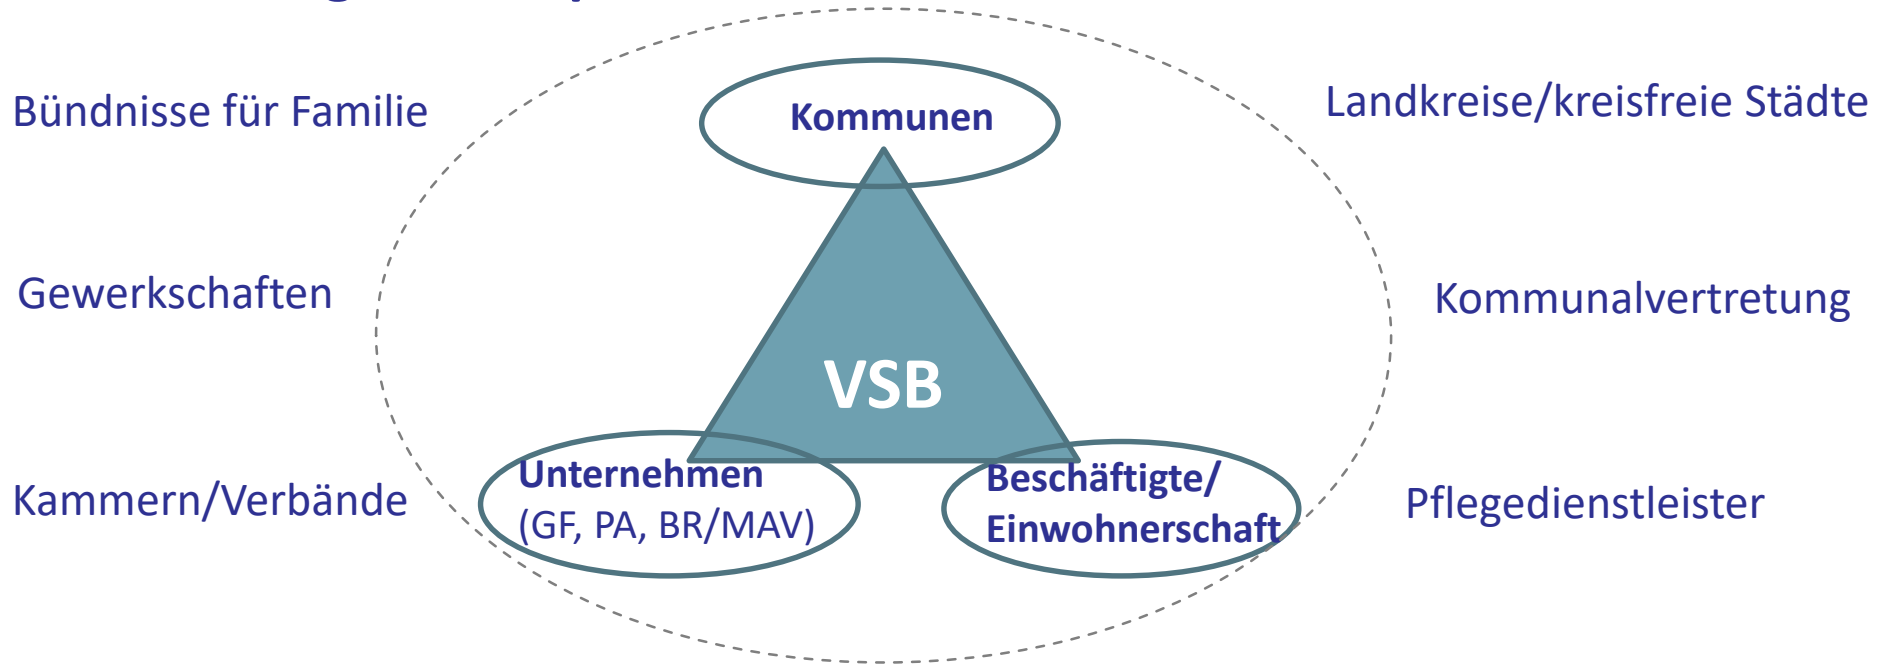 Bündnisse für Familie
Kommunen
Landkreise/kreisfreie Städte
Gewerkschaften
Kommunalvertretung
VSB
Kammern/Verbände
Unternehmen
(GF, PA, BR/MAV)
Beschäftigte/
Einwohnerschaft
Pflegedienstleister